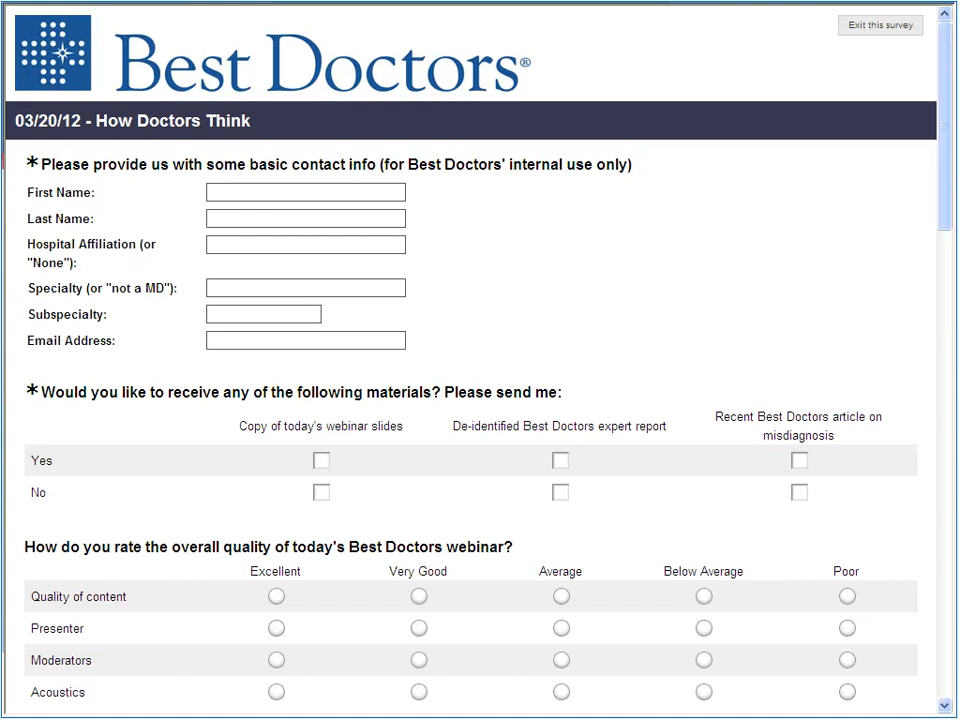 Best Doctors®
Exit this survey
03/20/12 - How Doctors Think
*Please provide us with some basic contact info (for Best Doctors' internal use only)
First Name:
Last Name:
Hospital Affiliation (or
"None"):
Specialty (or "not a MD"):
Subspecialty:
Email Address:
*Would you like to receive any of the following materials? Please send me:
Copy of today's webinar slides De-identified Best Doctors expert report Recent Best Doctors article on
misdiagnosis
Yes
No
How do you rate the overall quality of today's Best Doctors webinar?
Excellent Very Good Average Below Average Poor
Quality of content
Presenter
Moderators
Acoustics